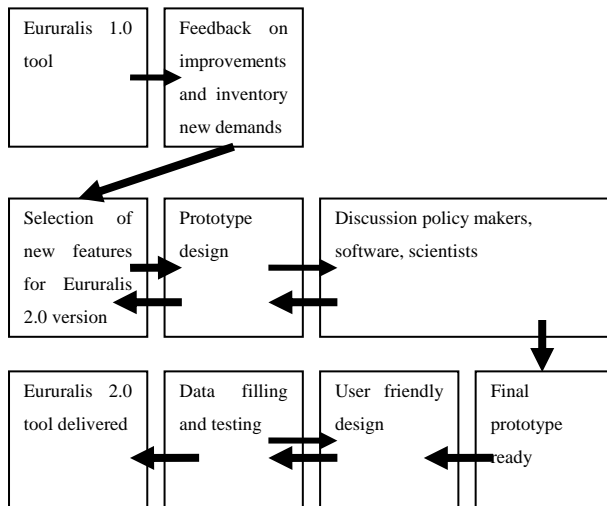 Eururalis 1.0
tool
Feedback on
improvements
and inventory
new demands
Selection of
new features
for Eururalis
2.0 version
Prototype
design
Discussion policy makers,
software, scientists
Eururalis 2.0
tool delivered
Data filling
and testing
User friendly
design
Final
prototype
ready